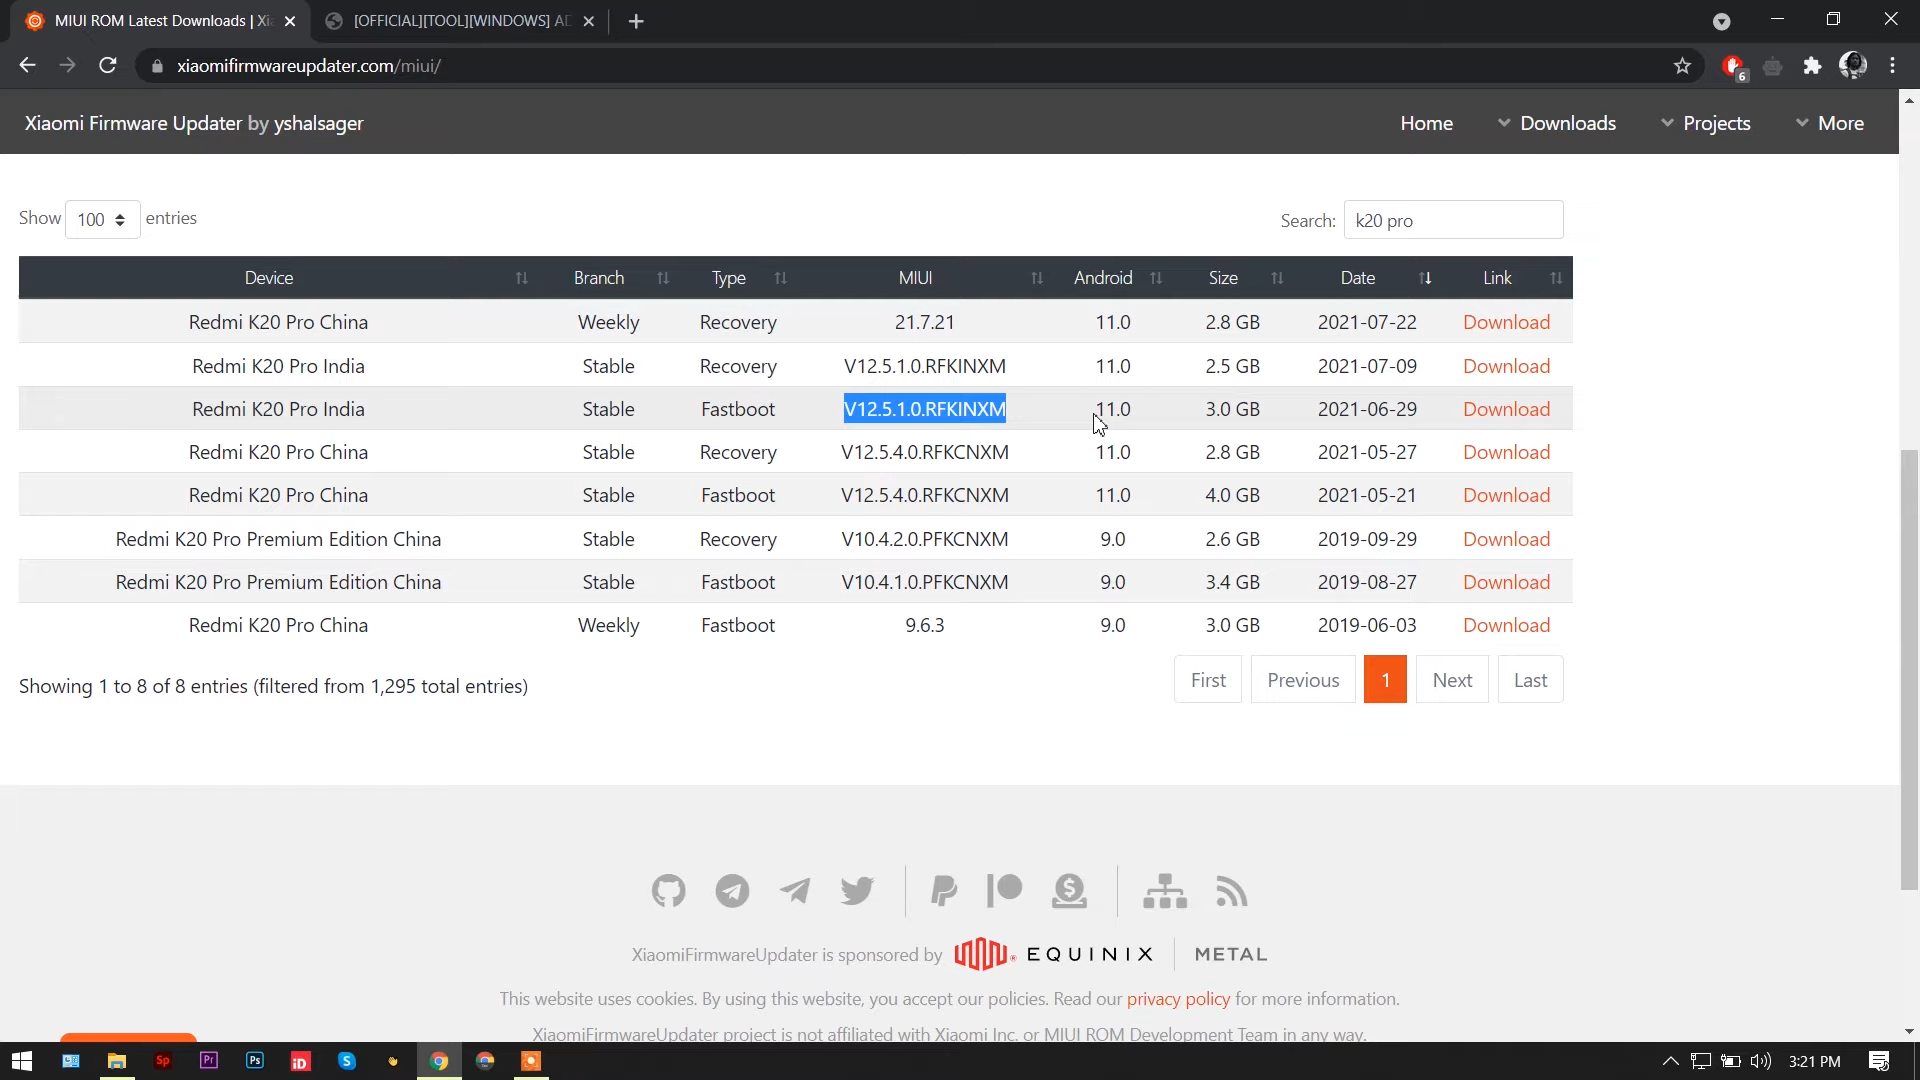 MIUI ROM Latest Downloads | Xi
[OFFICIAL][TOOL][WINDOWS] AD
xiaomifirmwareupdater.com/miui/
6
Xiaomi Firmware Updater by yshalsager
Home Downloads Projects More
Show 100 entries
Search: k20 pro
Device Branch Type MIUI Android Size Date Link
Redmi K20 Pro China Weekly Recovery 21.7.21 11.0 2.8 GB 2021-07-22 Download
Redmi K20 Pro India Stable Recovery V12.5.1.0.RFKINXM 11.0 2.5 GB 2021-07-09 Download
Redmi K20 Pro India Stable Fastboot V12.5.1.0.RFKINXM 11.0 3.0 GB 2021-06-29 Download
Redmi K20 Pro China Stable Recovery V12.5.4.0.RFKCNXM 11.0 2.8 GB 2021-05-27 Download
Redmi K20 Pro China Stable Fastboot V12.5.4.0.RFKCNXM 11.0 4.0 GB 2021-05-21 Download
Redmi K20 Pro Premium Edition China Stable Recovery V10.4.2.0.PFKCNXM 9.0 2.6 GB 2019-09-29 Download
Redmi K20 Pro Premium Edition China Stable Fastboot V10.4.1.0.PFKCNXM 9.0 3.4 GB 2019-08-27 Download
Redmi K20 Pro China Weekly Fastboot 9.6.3 9.0 3.0 GB 2019-06-03 Download
Showing 1 to 8 of 8 entries (filtered from 1,295 total entries)
First Previous 1 Next Last
XiaomiFirmwareUpdater is sponsored by EQUINIX METAL
This website uses cookies. By using this website, you accept our policies. Read our privacy policy for more information.
XiaomiFirmwareUpdater project is not affiliated with Xiaomi Inc. or MIUI ROM Development Team in any way.
Sp Pr Ps iD S 3:21 PM